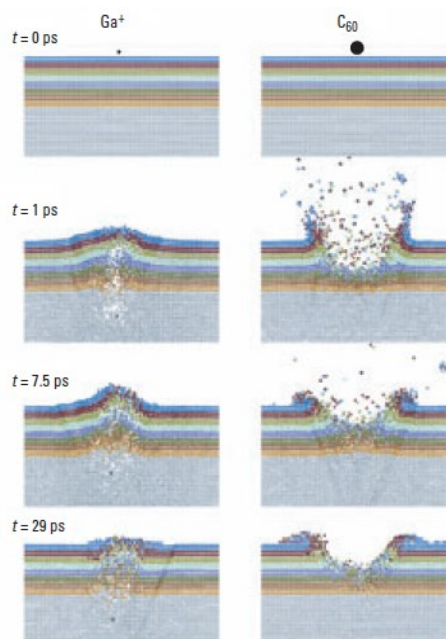 Ga⁺ C₆₀
t = 0 ps
t = 1 ps
t = 7.5 ps
t = 29 ps